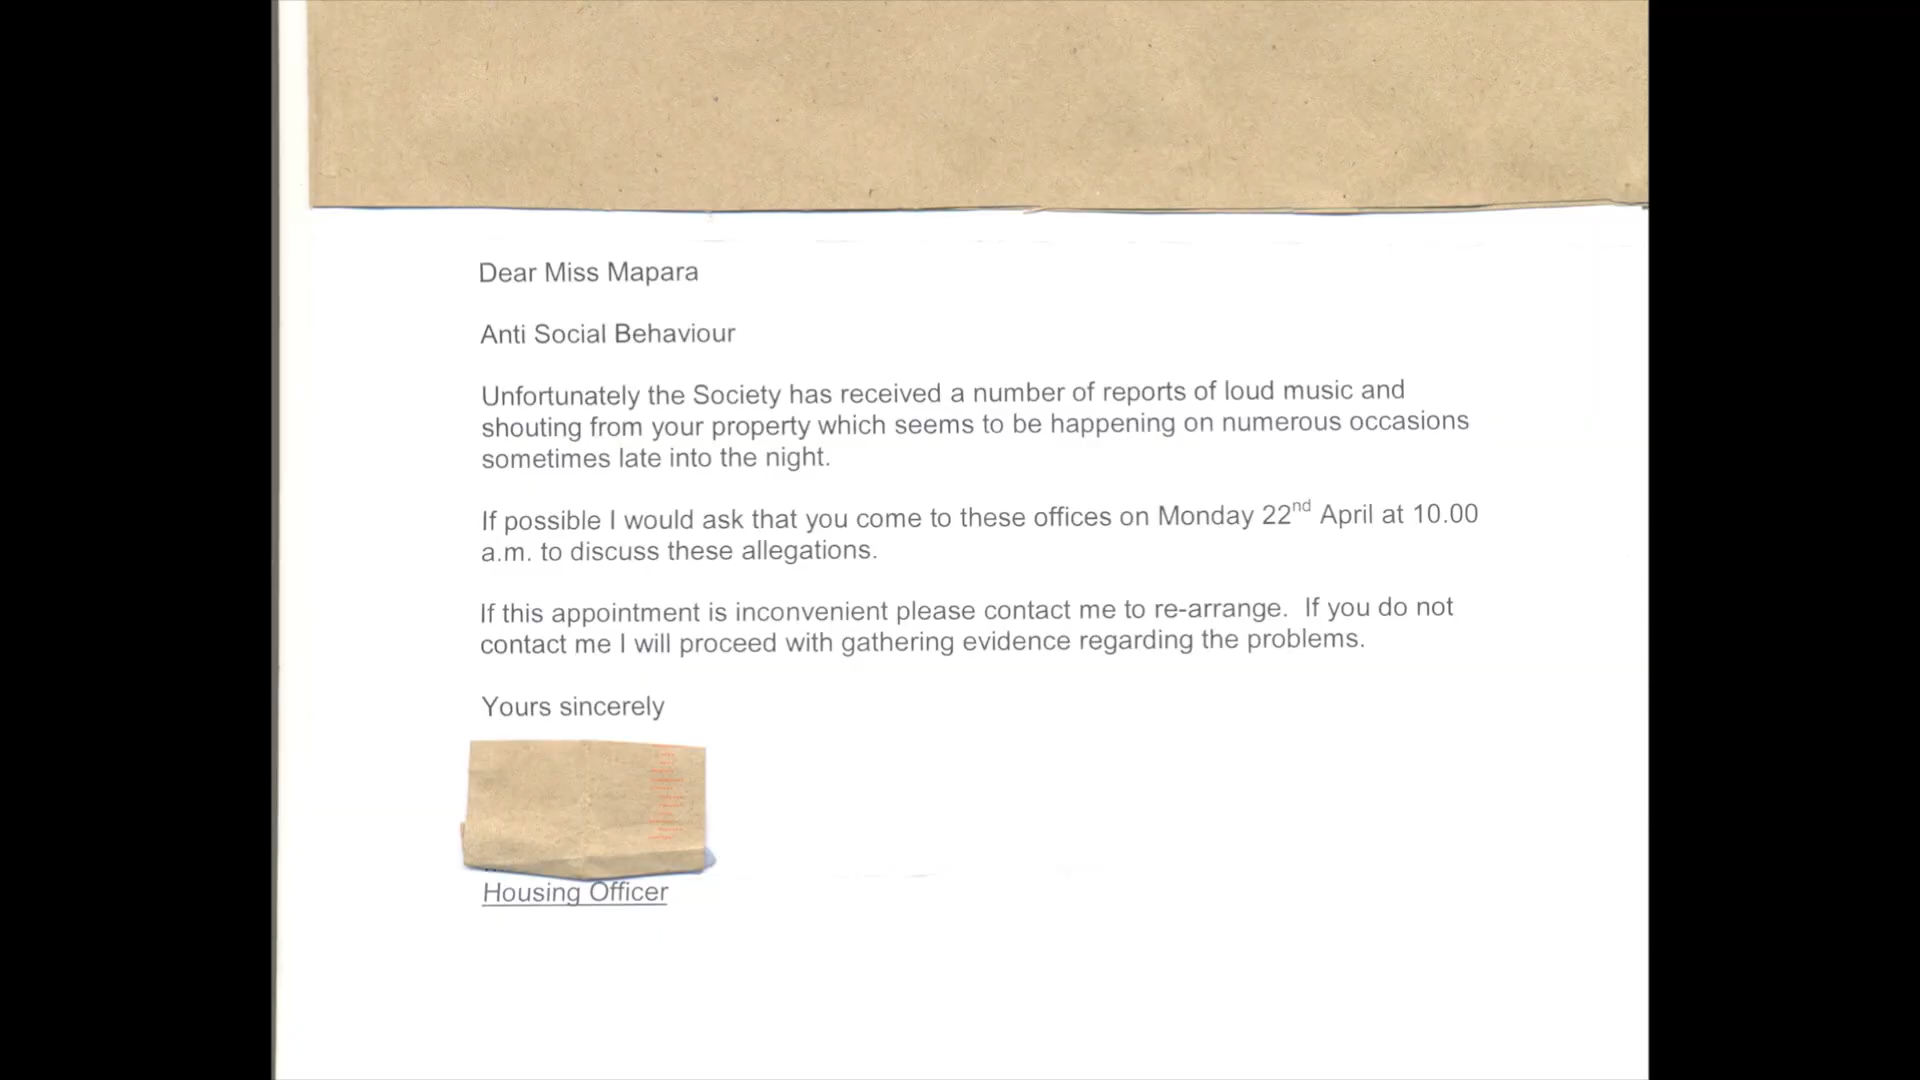 Dear Miss Mapara
Anti Social Behaviour
Unfortunately the Society has received a number of reports of loud music and
shouting from your property which seems to be happening on numerous occasions
sometimes late into the night.
If possible I would ask that you come to these offices on Monday 22nd April at 10.00
a.m. to discuss these allegations.
If this appointment is inconvenient please contact me to re-arrange.  If you do not
contact me I will proceed with gathering evidence regarding the problems.
Yours sincerely
Housing Officer